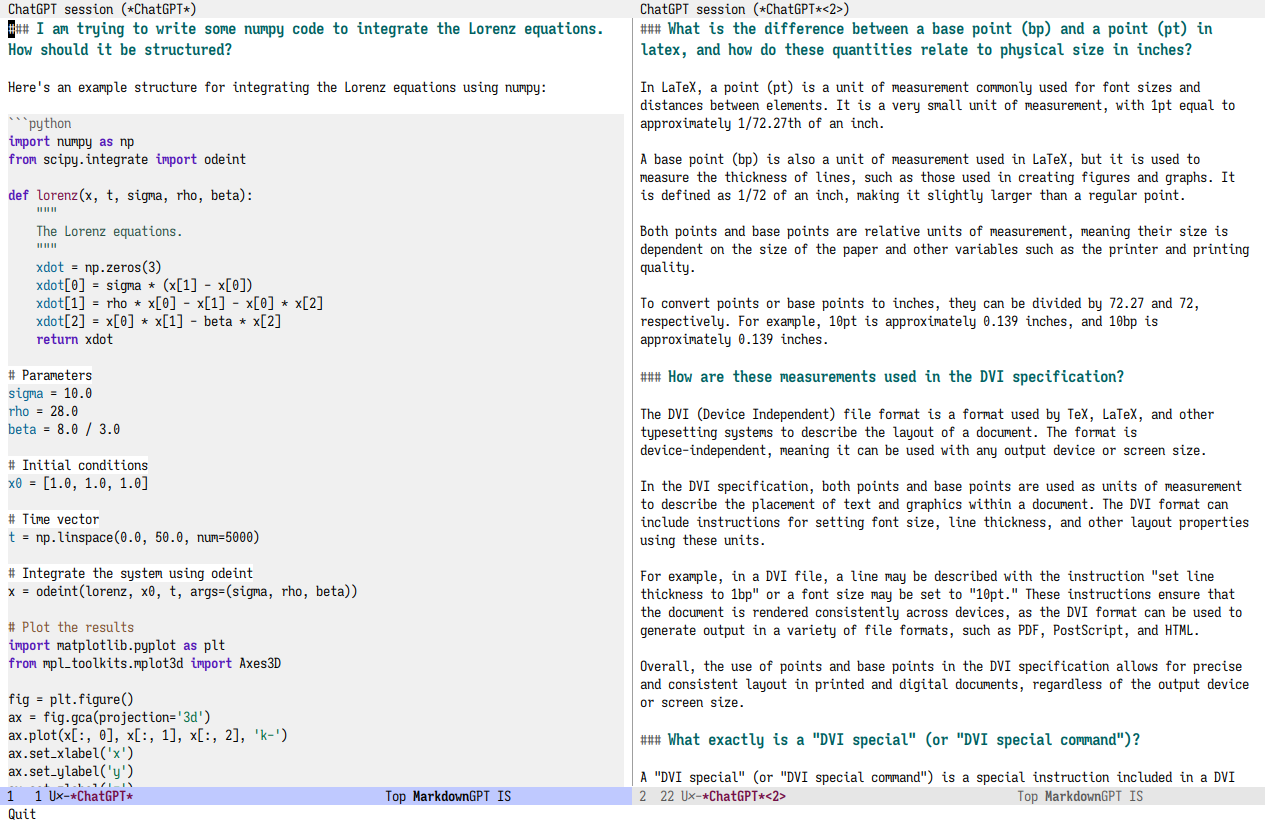 ChatGPT session (*ChatGPT*)
### I am trying to write some numpy code to integrate the Lorenz equations.
How should it be structured?
Here's an example structure for integrating the Lorenz equations using numpy:
```python
import numpy as np
from scipy.integrate import odeint
def lorenz(x, t, sigma, rho, beta):
    """
    The Lorenz equations.
    """
    xdot = np.zeros(3)
    xdot[0] = sigma * (x[1] - x[0])
    xdot[1] = rho * x[0] - x[1] - x[0] * x[2]
    xdot[2] = x[0] * x[1] - beta * x[2]
    return xdot
# Parameters
sigma = 10.0
rho = 28.0
beta = 8.0 / 3.0
# Initial conditions
x0 = [1.0, 1.0, 1.0]
# Time vector
t = np.linspace(0.0, 50.0, num=5000)
# Integrate the system using odeint
x = odeint(lorenz, x0, t, args=(sigma, rho, beta))
# Plot the results
import matplotlib.pyplot as plt
from mpl_toolkits.mplot3d import Axes3D
fig = plt.figure()
ax = fig.gca(projection='3d')
ax.plot(x[:, 0], x[:, 1], x[:, 2], 'k-')
ax.set_xlabel('x')
ax.set_ylabel('y')
1   1 U×-*ChatGPT*   Top MarkdownGPT IS
Quit
ChatGPT session (*ChatGPT*<2>)
### What is the difference between a base point (bp) and a point (pt) in
latex, and how do these quantities relate to physical size in inches?
In LaTeX, a point (pt) is a unit of measurement commonly used for font sizes and
distances between elements. It is a very small unit of measurement, with 1pt equal to
approximately 1/72.27th of an inch.
A base point (bp) is also a unit of measurement used in LaTeX, but it is used to
measure the thickness of lines, such as those used in creating figures and graphs. It
is defined as 1/72 of an inch, making it slightly larger than a regular point.
Both points and base points are relative units of measurement, meaning their size is
dependent on the size of the paper and other variables such as the printer and printing
quality.
To convert points or base points to inches, they can be divided by 72.27 and 72,
respectively. For example, 10pt is approximately 0.139 inches, and 10bp is
approximately 0.139 inches.
### How are these measurements used in the DVI specification?
The DVI (Device Independent) file format is a format used by TeX, LaTeX, and other
typesetting systems to describe the layout of a document. The format is
device-independent, meaning it can be used with any output device or screen size.
In the DVI specification, both points and base points are used as units of measurement
to describe the placement of text and graphics within a document. The DVI format can
include instructions for setting font size, line thickness, and other layout properties
using these units.
For example, in a DVI file, a line may be described with the instruction "set line
thickness to 1bp" or a font size may be set to "10pt." These instructions ensure that
the document is rendered consistently across devices, as the DVI format can be used to
generate output in a variety of file formats, such as PDF, PostScript, and HTML.
Overall, the use of points and base points in the DVI specification allows for precise
and consistent layout in printed and digital documents, regardless of the output device
or screen size.
### What exactly is a "DVI special" (or "DVI special command")?
A "DVI special" (or "DVI special command") is a special instruction included in a DVI
2  22 U×-*ChatGPT*<2>   Top MarkdownGPT IS